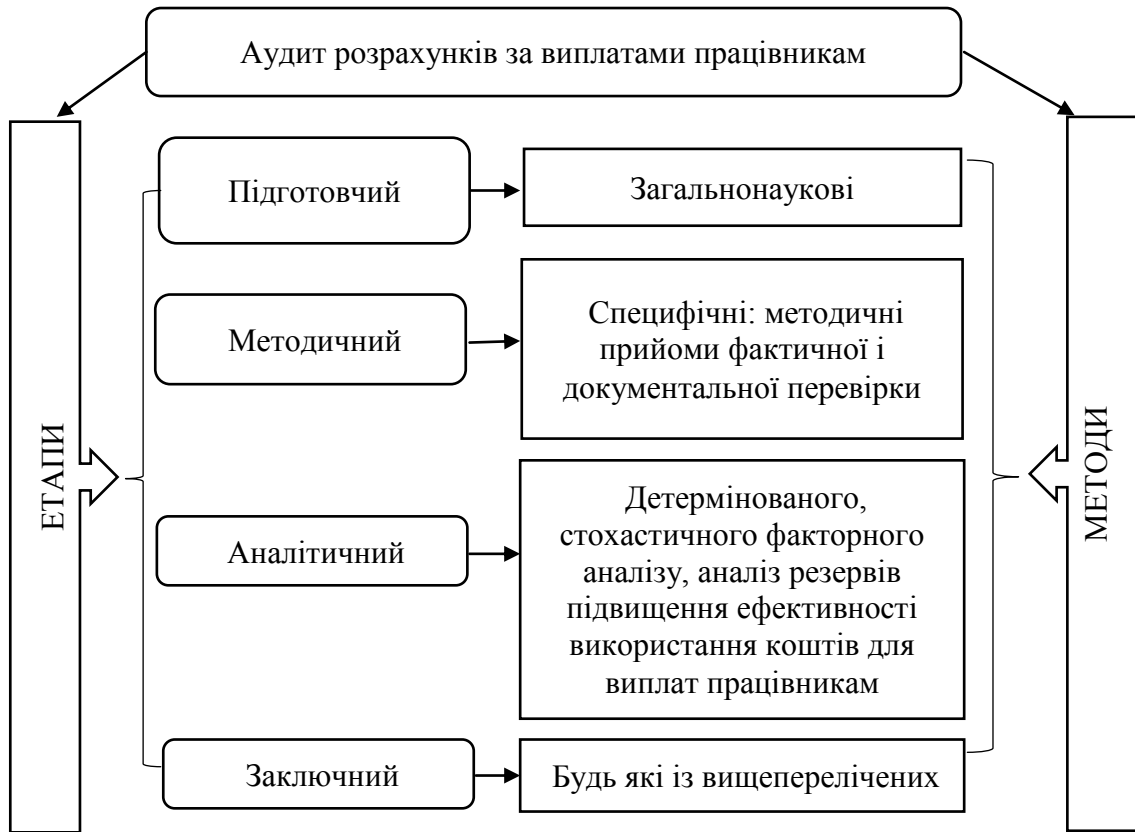 Аудит розрахунків за виплатами працівникам
ЕТАПИ
Підготовчий
Загальнонаукові
Методичний
Специфічні: методичні
прийоми фактичної і
документальної перевірки
Аналітичний
Детермінованого,
стохастичного факторного
аналізу, аналіз резервів
підвищення ефективності
використання коштів для
виплат працівникам
Заключний
Будь які із вищеперелічених
МЕТОДИ